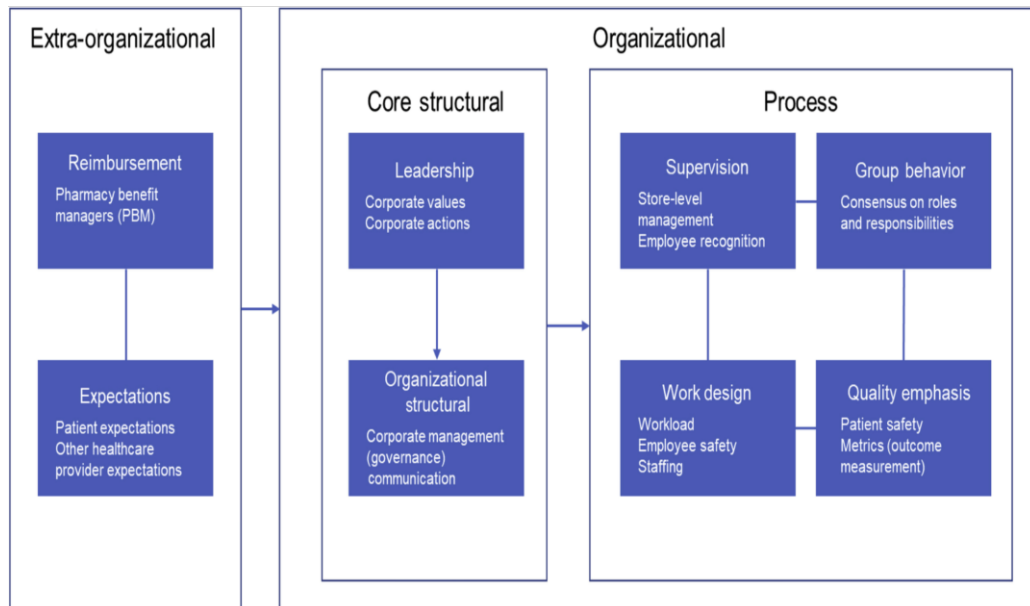 Extra-organizational
Reimbursement
Pharmacy benefit
managers (PBM)
Expectations
Patient expectations
Other healthcare
provider expectations
Organizational
Core structural
Leadership
Corporate values
Corporate actions
Organizational
structural
Corporate management
(governance)
communication
Process
Supervision
Store-level
management
Employee recognition
Group behavior
Consensus on roles
and responsibilities
Work design
Workload
Employee safety
Staffing
Quality emphasis
Patient safety
Metrics (outcome
measurement)